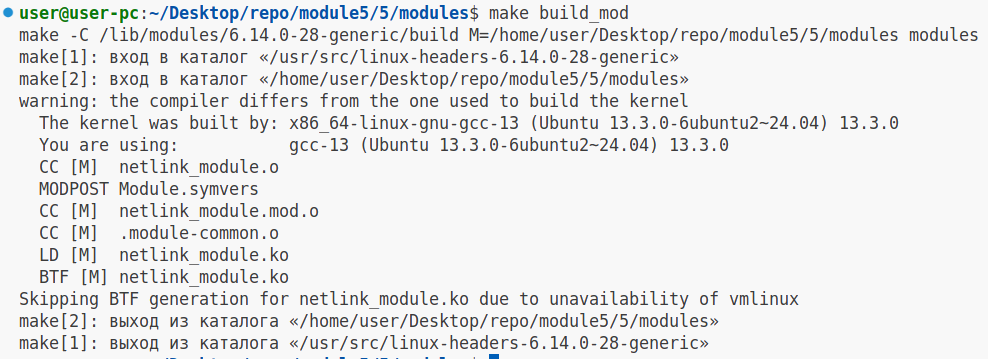 user@user-pc:~/Desktop/repo/module5/5/modules$ make build_mod
make -C /lib/modules/6.14.0-28-generic/build M=/home/user/Desktop/repo/module5/5/modules modules
make[1]: вход в каталог «/usr/src/linux-headers-6.14.0-28-generic»
make[2]: вход в каталог «/home/user/Desktop/repo/module5/5/modules»
warning: the compiler differs from the one used to build the kernel
  The kernel was built by: x86_64-linux-gnu-gcc-13 (Ubuntu 13.3.0-6ubuntu2~24.04) 13.3.0
  You are using:           gcc-13 (Ubuntu 13.3.0-6ubuntu2~24.04) 13.3.0
  CC [M]  netlink_module.o
  MODPOST Module.symvers
  CC [M]  netlink_module.mod.o
  CC [M]  .module-common.o
  LD [M]  netlink_module.ko
  BTF [M] netlink_module.ko
Skipping BTF generation for netlink_module.ko due to unavailability of vmlinux
make[2]: выход из каталога «/home/user/Desktop/repo/module5/5/modules»
make[1]: выход из каталога «/usr/src/linux-headers-6.14.0-28-generic»